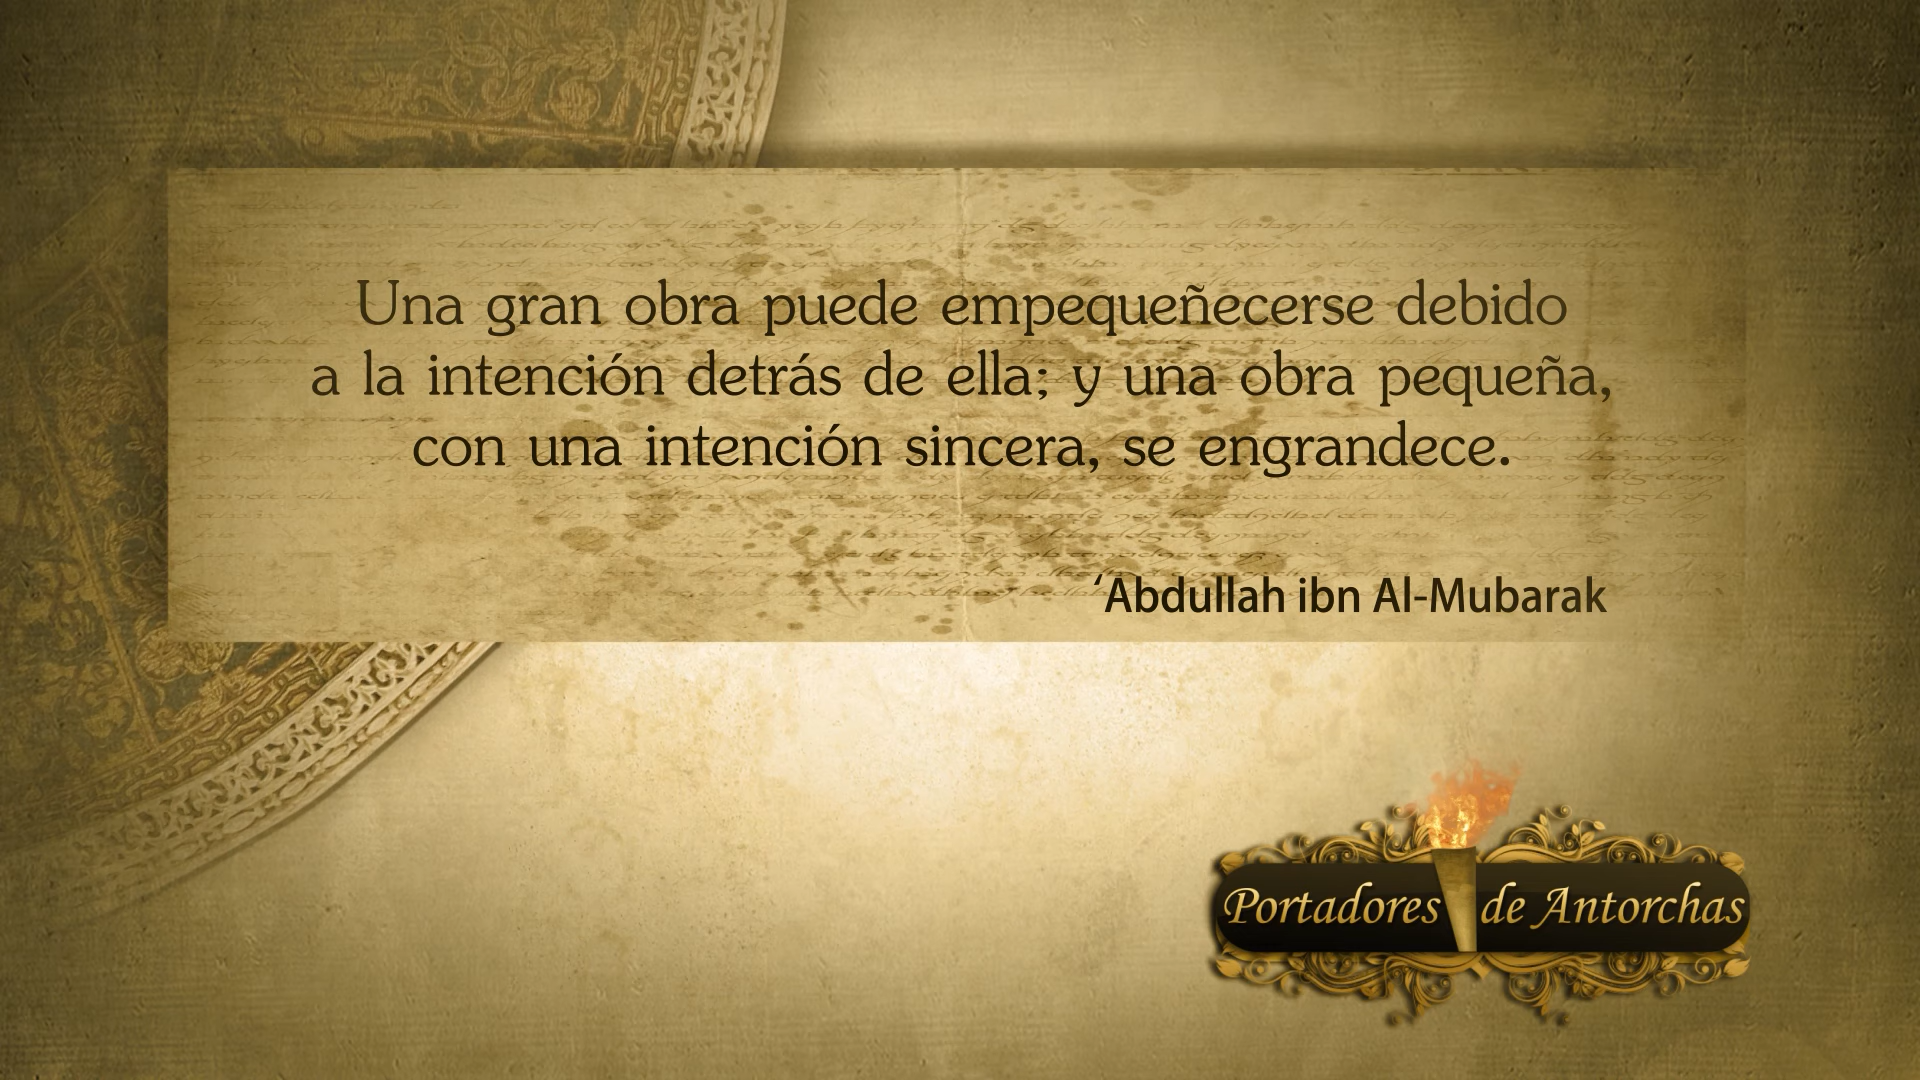 Una gran obra puede empequeñecerse debido
a la intención detrás de ella; y una obra pequeña,
con una intención sincera, se engrandece.
‘Abdullah ibn Al-Mubarak
Portadores de Antorchas